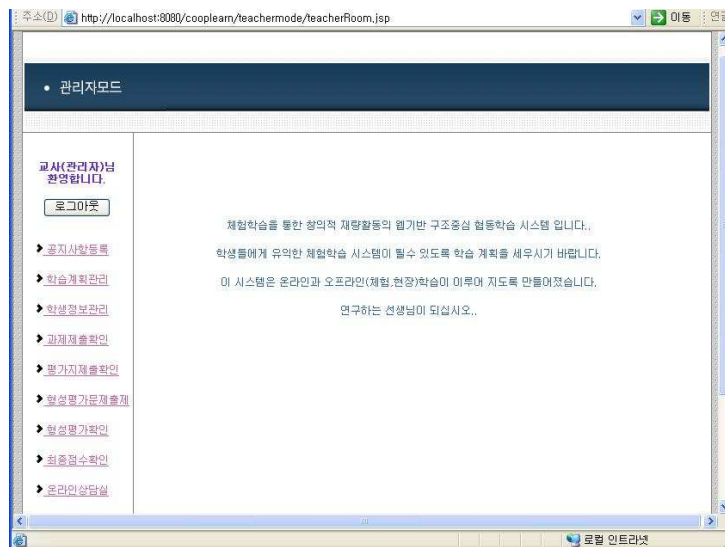 주소(D) http://localhost:8080/cooplearn/teachermode/teacherRoom.jsp 이동 연결
• 관리자모드
교사(관리자)님
환영합니다.
로그아웃
공지사항등록
학습계획관리
학생정보관리
과제제출확인
평가지제출확인
형성평가문제출제
형성평가확인
최종점수확인
온라인상담실
체험학습을 통한 창의적 재량활동의 웹기반 구조중심 협동학습 시스템 입니다..
학생들에게 유익한 체험학습 시스템이 될수 있도록 학습 계획을 세우시기 바랍니다.
이 시스템은 온라인과 오프라인(체험,현장)학습이 이루어 지도록 만들어졌습니다.
연구하는 선생님이 되십시오..
로컬 인트라넷